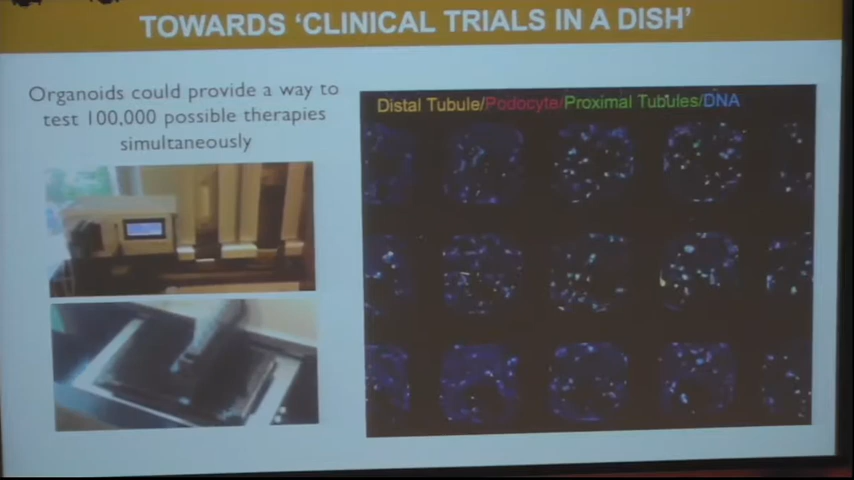 TOWARDS ‘CLINICAL TRIALS IN A DISH’
Organoids could provide a way to
test 100,000 possible therapies
simultaneously
Distal Tubule/Podocyte/Proximal Tubules/DNA